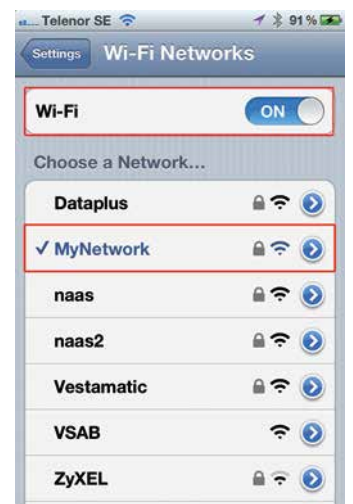 Telenor SE 91 %
Settings Wi-Fi Networks
Wi-Fi ON
Choose a Network...
Dataplus
✓ MyNetwork
naas
naas2
Vestamatic
VSAB
ZyXEL